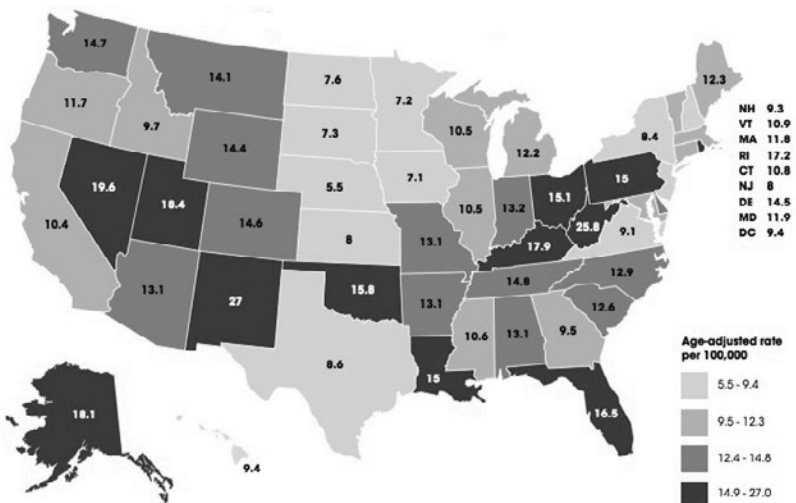 14.7
14.1
7.6
7.2
12.3
11.7
9.7
14.4
7.3
10.5
12.2
8.4
19.6
18.4
14.6
5.5
7.1
10.5
13.2
15.1
15
10.4
8
13.1
17.9
25.8
9.1
13.1
27
15.8
13.1
14.8
12.9
12.6
8.6
15
10.6
13.1
9.5
16.5
18.1
9.4
NH 9.3
VT 10.9
MA 11.8
RI 17.2
CT 10.8
NJ 8
DE 14.5
MD 11.9
DC 9.4
Age-adjusted rate
per 100,000
5.5 - 9.4
9.5 - 12.3
12.4 - 14.8
14.9 - 27.0